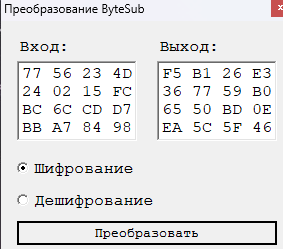 Преобразование ByteSub
Вход: Выход:
77 56 23 4D F5 B1 26 E3
24 02 15 FC 36 77 59 B0
BC 6C CD D7 65 50 BD 0E
BB A7 84 98 EA 5C 5F 46
Шифрование
Дешифрование
Преобразовать